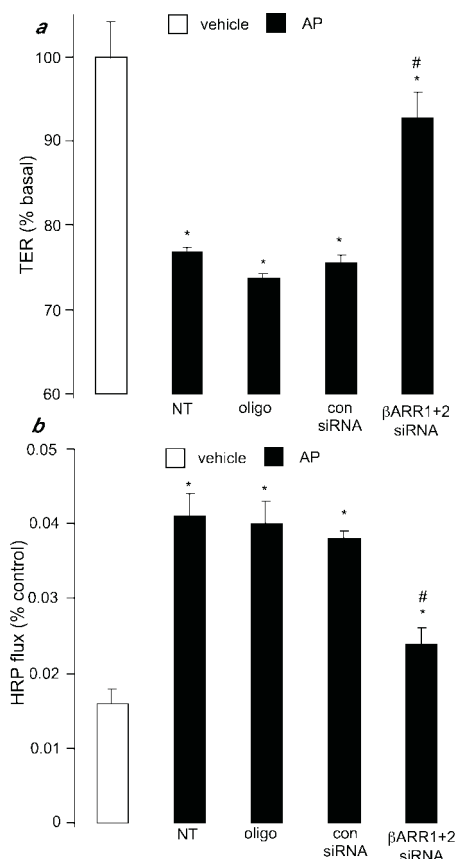 a
vehicle AP
100
90
80
70
60
TER (% basal)
#
*
*
*
*
NT oligo con siRNA βARR1+2 siRNA
b
vehicle AP
0.05
0.04
0.03
0.02
0.01
0
HRP flux (% control)
*
*
*
#
*
NT oligo con siRNA βARR1+2 siRNA